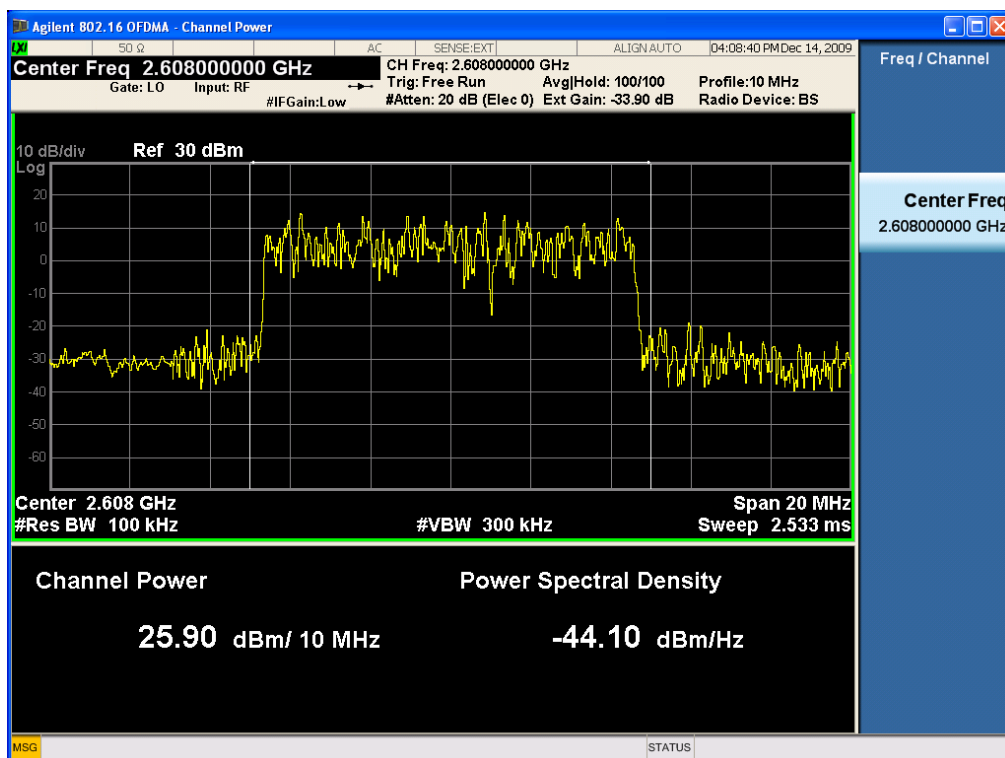 Agilent 802.16 OFDMA - Channel Power
LXI 50 Ω AC SENSE:EXT ALIGN AUTO 04:08:40 PM Dec 14, 2009
Center Freq 2.608000000 GHz
Gate: LO Input: RF
#IFGain:Low
CH Freq: 2.608000000 GHz
Trig: Free Run Avg|Hold: 100/100 Profile:10 MHz
#Atten: 20 dB (Elec 0) Ext Gain: -33.90 dB Radio Device: BS
Freq / Channel
Center Freq
2.608000000 GHz
10 dB/div Ref 30 dBm
Log
20
10
0
-10
-20
-30
-40
-50
-60
Center 2.608 GHz Span 20 MHz
#Res BW 100 kHz #VBW 300 kHz Sweep 2.533 ms
Channel Power Power Spectral Density
25.90 dBm/ 10 MHz -44.10 dBm/Hz
MSG STATUS